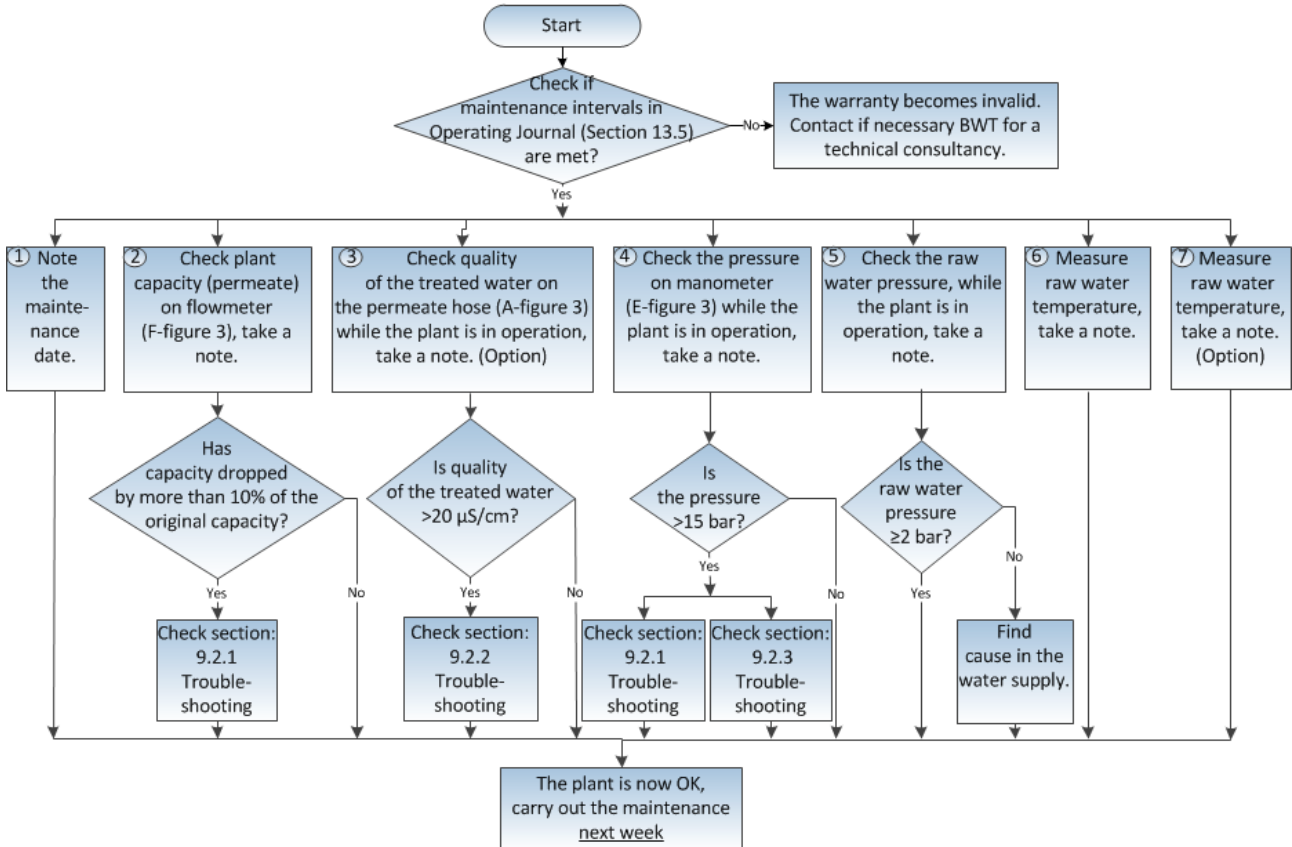 Start
Check if
maintenance intervals in
Operating Journal (Section 13.5)
are met?
No
The warranty becomes invalid.
Contact if necessary BWT for a
technical consultancy.
Yes
1 Note
the
mainte-
nance
date.
2 Check plant
capacity (permeate)
on flowmeter
(F-figure 3), take a
note.
3 Check quality
of the treated water on
the permeate hose (A-figure 3)
while the plant is in operation,
take a note. (Option)
4 Check the pressure
on manometer
(E-figure 3) while the
plant is in operation,
take a note.
5 Check the raw
water pressure, while
the plant is in
operation, take a
note.
6 Measure
raw water
temperature,
take a note.
7 Measure
raw water
temperature,
take a note.
(Option)
Has
capacity dropped
by more than 10% of the
original capacity?
Is quality
of the treated water
>20 µS/cm?
Is
the pressure
>15 bar?
Is the
raw water
pressure
≥2 bar?
Yes
No
Yes
No
Yes
No
Yes
No
Check section:
9.2.1
Trouble-
shooting
Check section:
9.2.2
Trouble-
shooting
Check section:
9.2.1
Trouble-
shooting
Check section:
9.2.3
Trouble-
shooting
Find
cause in the
water supply.
The plant is now OK,
carry out the maintenance
next week